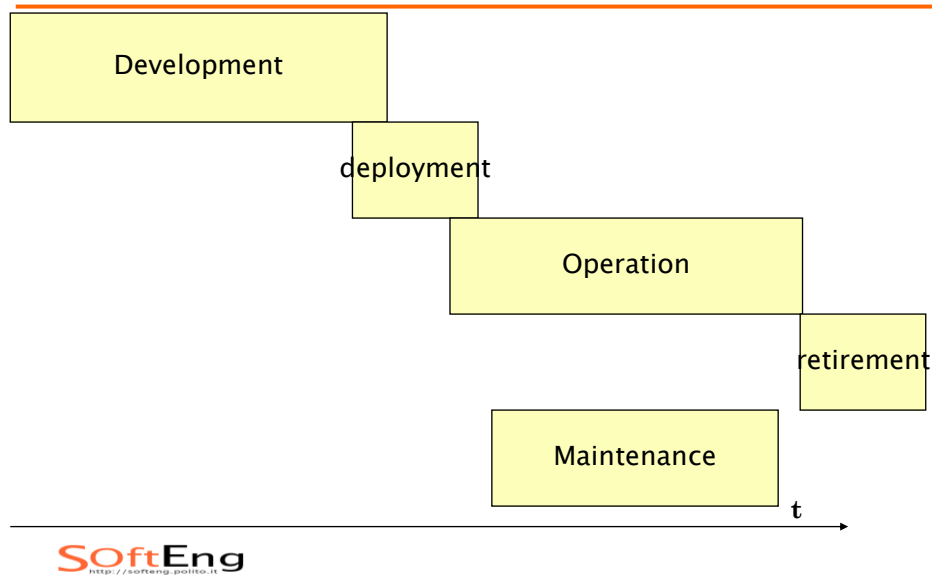 Development
deployment
Operation
retirement
Maintenance
t
SOftEng
http://softeng.polito.it